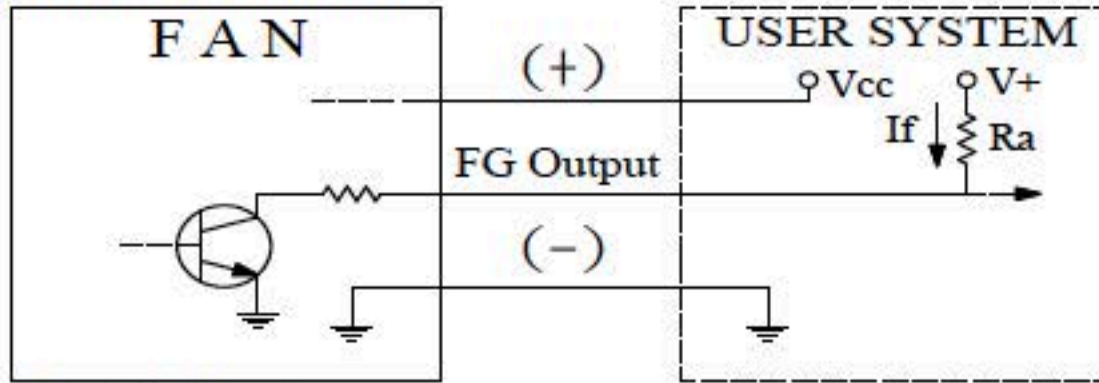 F A N
USER SYSTEM
(+)
Vcc
V+
If
Ra
FG Output
(-)